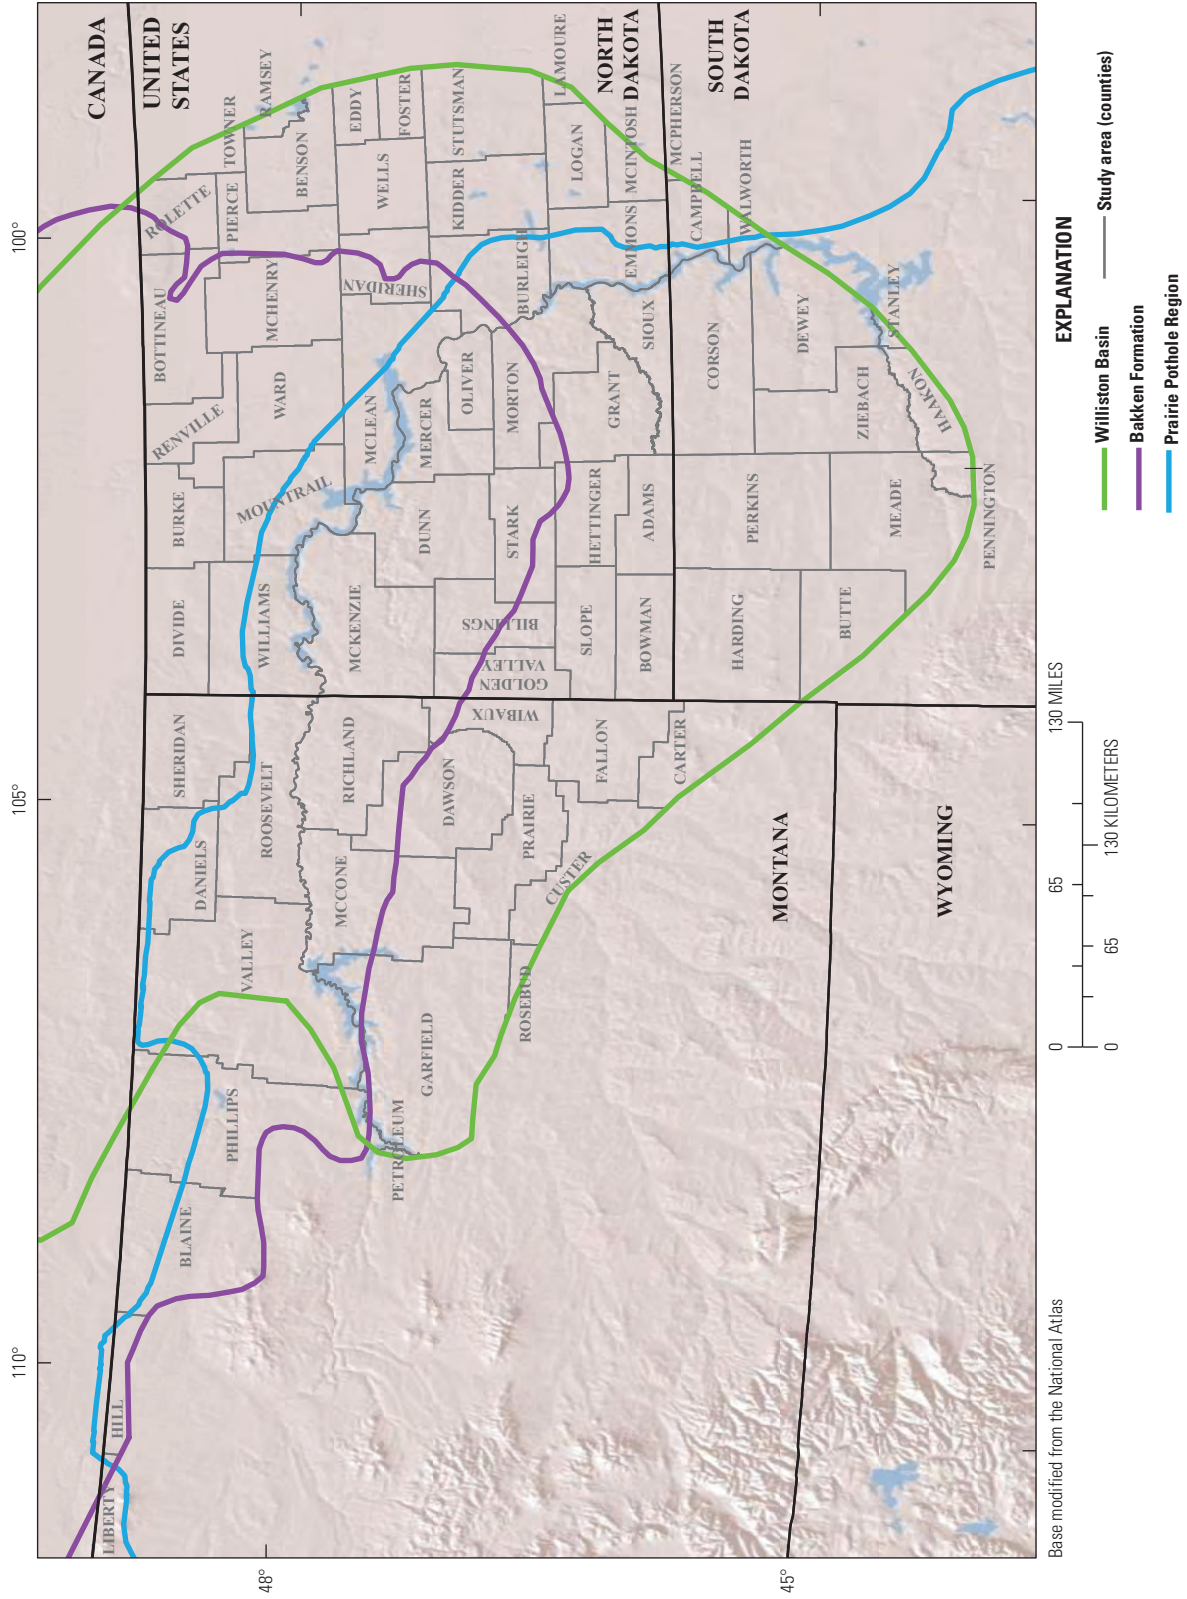 110°
105°
100°
48°
45°
CANADA
UNITED
STATES
NORTH
DAKOTA
SOUTH
DAKOTA
MONTANA
WYOMING
LIBERTY
HILL
BLAINE
PHILLIPS
VALLEY
DANIELS
SHERIDAN
ROOSEVELT
RICHLAND
MCCONE
GARFIELD
PETROLEUM
DAWSON
PRAIRIE
WIBAUX
FALLON
CARTER
CUSTER
ROSEBUD
DIVIDE
BURKE
RENVILLE
BOTTINEAU
ROLETTE
TOWNER
RAMSEY
PIERCE
BENSON
MCHENRY
WARD
MOUNTRAIL
WILLIAMS
MCKENZIE
DUNN
MCLEAN
MERCER
OLIVER
SHERIDAN
WELLS
EDDY
FOSTER
STUTSMAN
KIDDER
BURLEIGH
MORTON
STARK
BILLINGS
GOLDEN
VALLEY
SLOPE
BOWMAN
HETTINGER
ADAMS
GRANT
SIOUX
EMMONS
LOGAN
LAMOURE
MCINTOSH
MCPHERSON
CAMPBELL
WALWORTH
CORSON
DEWEY
STANLEY
ZIEBACH
HAAKON
PERKINS
MEADE
PENNINGTON
HARDING
BUTTE
Base modified from the National Atlas
0 65 130 MILES
0 65 130 KILOMETERS
EXPLANATION
Williston Basin
Bakken Formation
Prairie Pothole Region
Study area (counties)